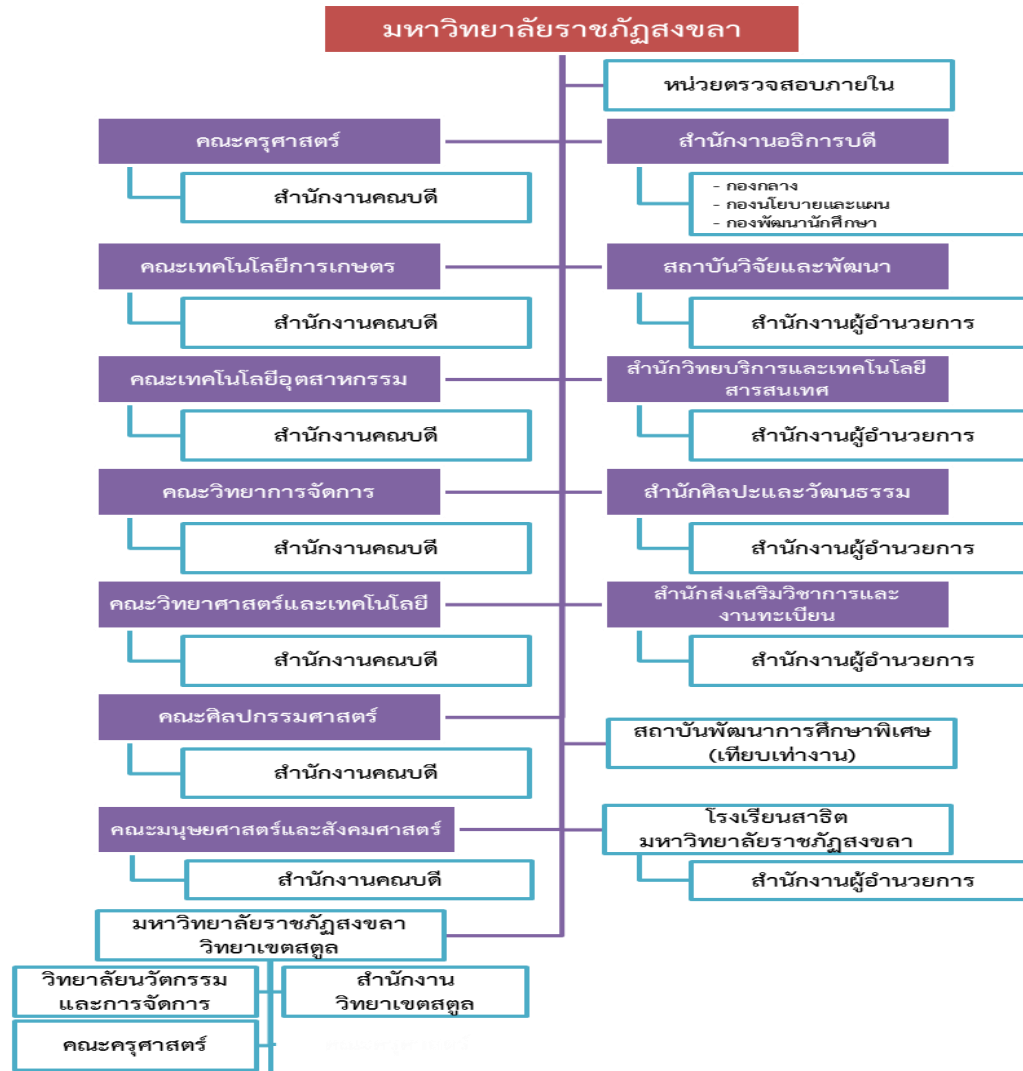 มหาวิทยาลัยราชภัฏสงขลา
หน่วยตรวจสอบภายใน
คณะครุศาสตร์
สำนักงานอธิการบดี
สำนักงานคณบดี
- กองกลาง
- กองนโยบายและแผน
- กองพัฒนานักศึกษา
คณะเทคโนโลยีการเกษตร
สถาบันวิจัยและพัฒนา
สำนักงานคณบดี
สำนักงานผู้อำนวยการ
คณะเทคโนโลยีอุตสาหกรรม
สำนักวิทยบริการและเทคโนโลยี
สารสนเทศ
สำนักงานคณบดี
สำนักงานผู้อำนวยการ
คณะวิทยาการจัดการ
สำนักศิลปะและวัฒนธรรม
สำนักงานคณบดี
สำนักงานผู้อำนวยการ
คณะวิทยาศาสตร์และเทคโนโลยี
สำนักส่งเสริมวิชาการและ
งานทะเบียน
สำนักงานคณบดี
สำนักงานผู้อำนวยการ
คณะศิลปกรรมศาสตร์
สถาบันพัฒนาการศึกษาพิเศษ
(เทียบเท่างาน)
สำนักงานคณบดี
คณะมนุษยศาสตร์และสังคมศาสตร์
โรงเรียนสาธิต
มหาวิทยาลัยราชภัฏสงขลา
สำนักงานคณบดี
สำนักงานผู้อำนวยการ
มหาวิทยาลัยราชภัฏสงขลา
วิทยาเขตสตูล
วิทยาลัยนวัตกรรม
และการจัดการ
สำนักงาน
วิทยาเขตสตูล
คณะครุศาสตร์